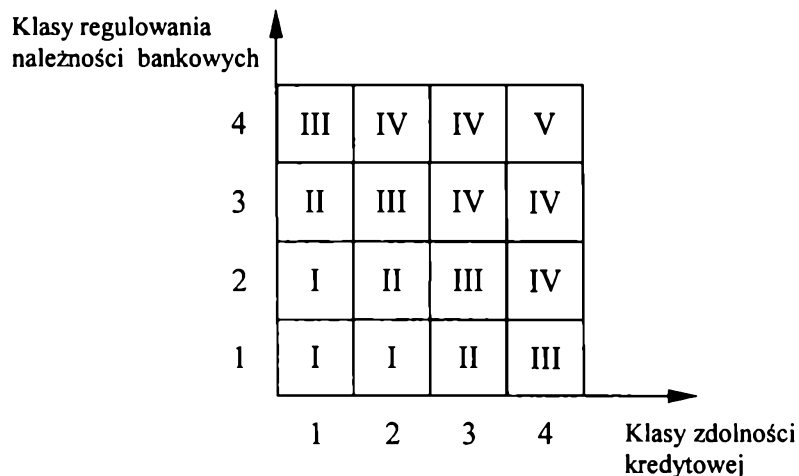 Klasy regulowania
należności bankowych
4 III IV IV V
3 II III IV IV
2 I II III IV
1 I I II III
1 2 3 4
Klasy zdolności
kredytowej